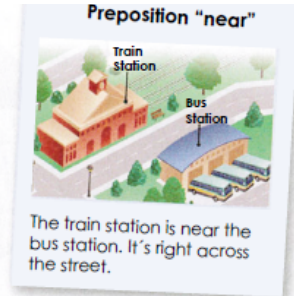 Preposition “near”
Train
Station
Bus
Station
The train station is near the
bus station. It´s right across
the street.